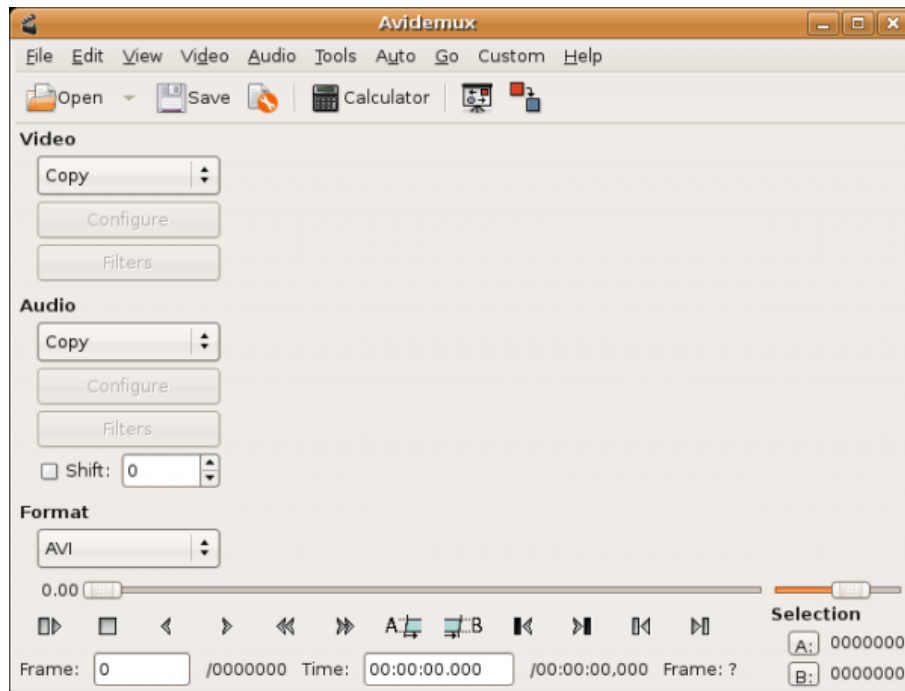 Avidemux
File Edit View Video Audio Tools Auto Go Custom Help
Open Save Calculator
Video
Copy
Configure
Filters
Audio
Copy
Configure
Filters
Shift: 0
Format
AVI
0.00
A B
Selection
A: 0000000
Frame: 0 /0000000 Time: 00:00:00.000 /00:00:00,000 Frame: ?
B: 0000000